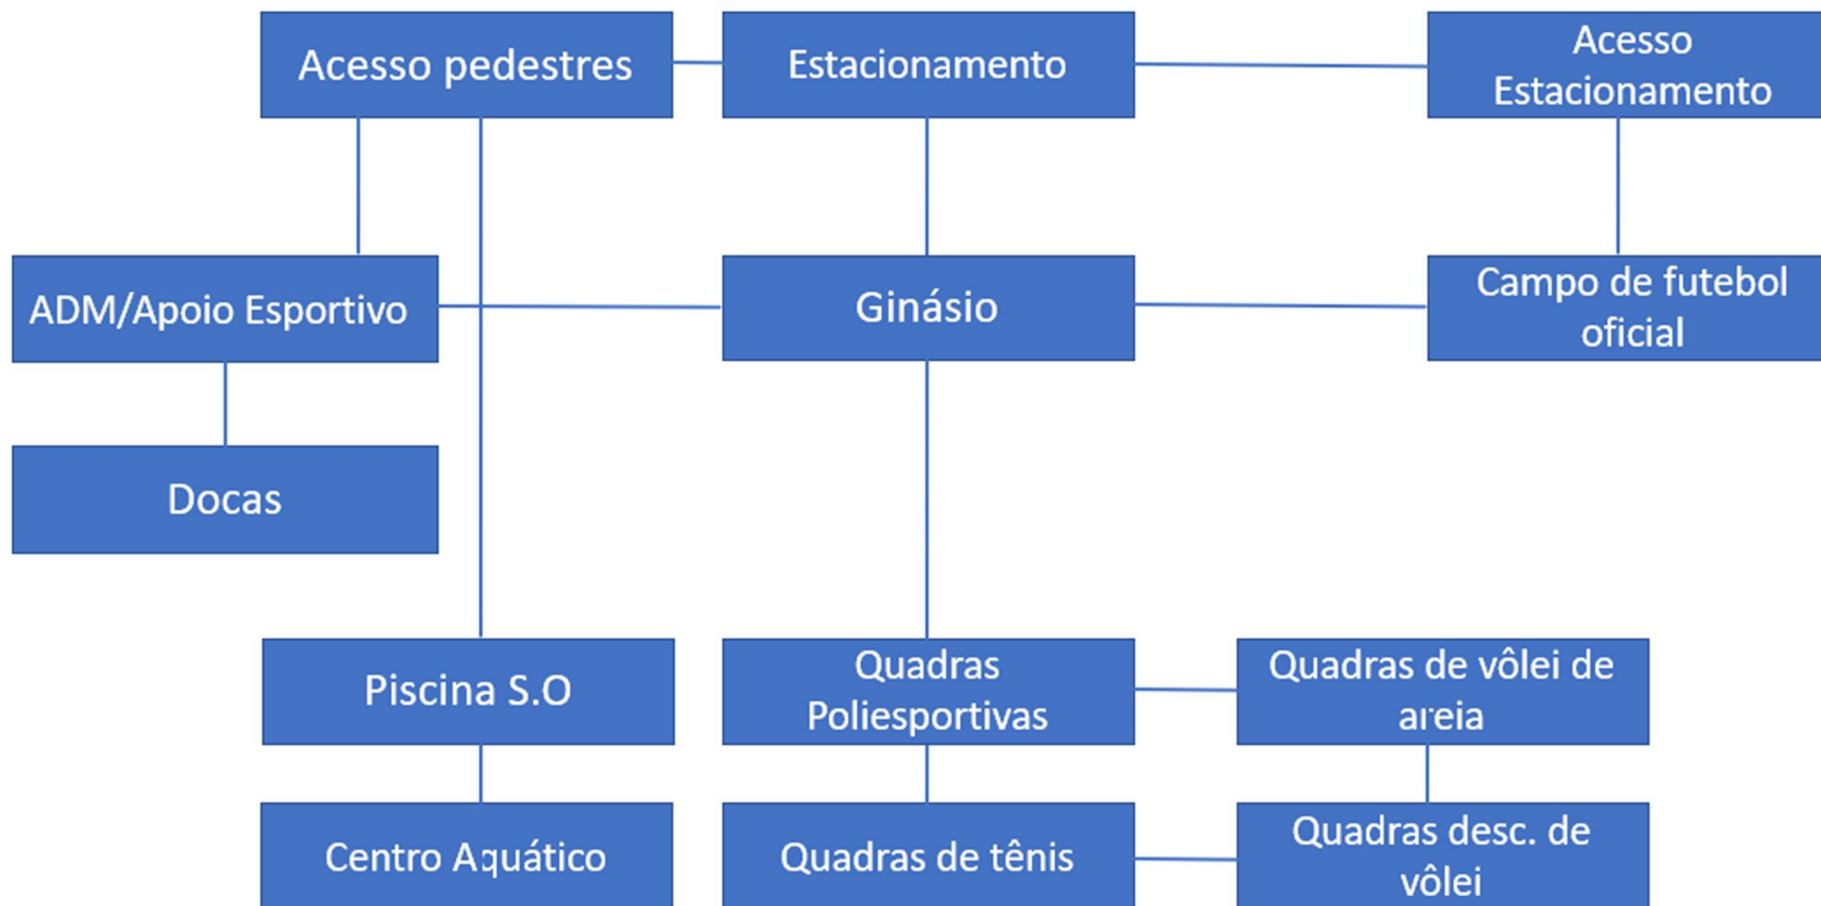 Acesso pedestres
Estacionamento
Acesso
Estacionamento
ADM/Apoio Esportivo
Ginásio
Campo de futebol
oficial
Docas
Piscina S.O
Quadras
Poliesportivas
Quadras de vôlei de
areia
Centro Aquático
Quadras de tênis
Quadras desc. de
vôlei